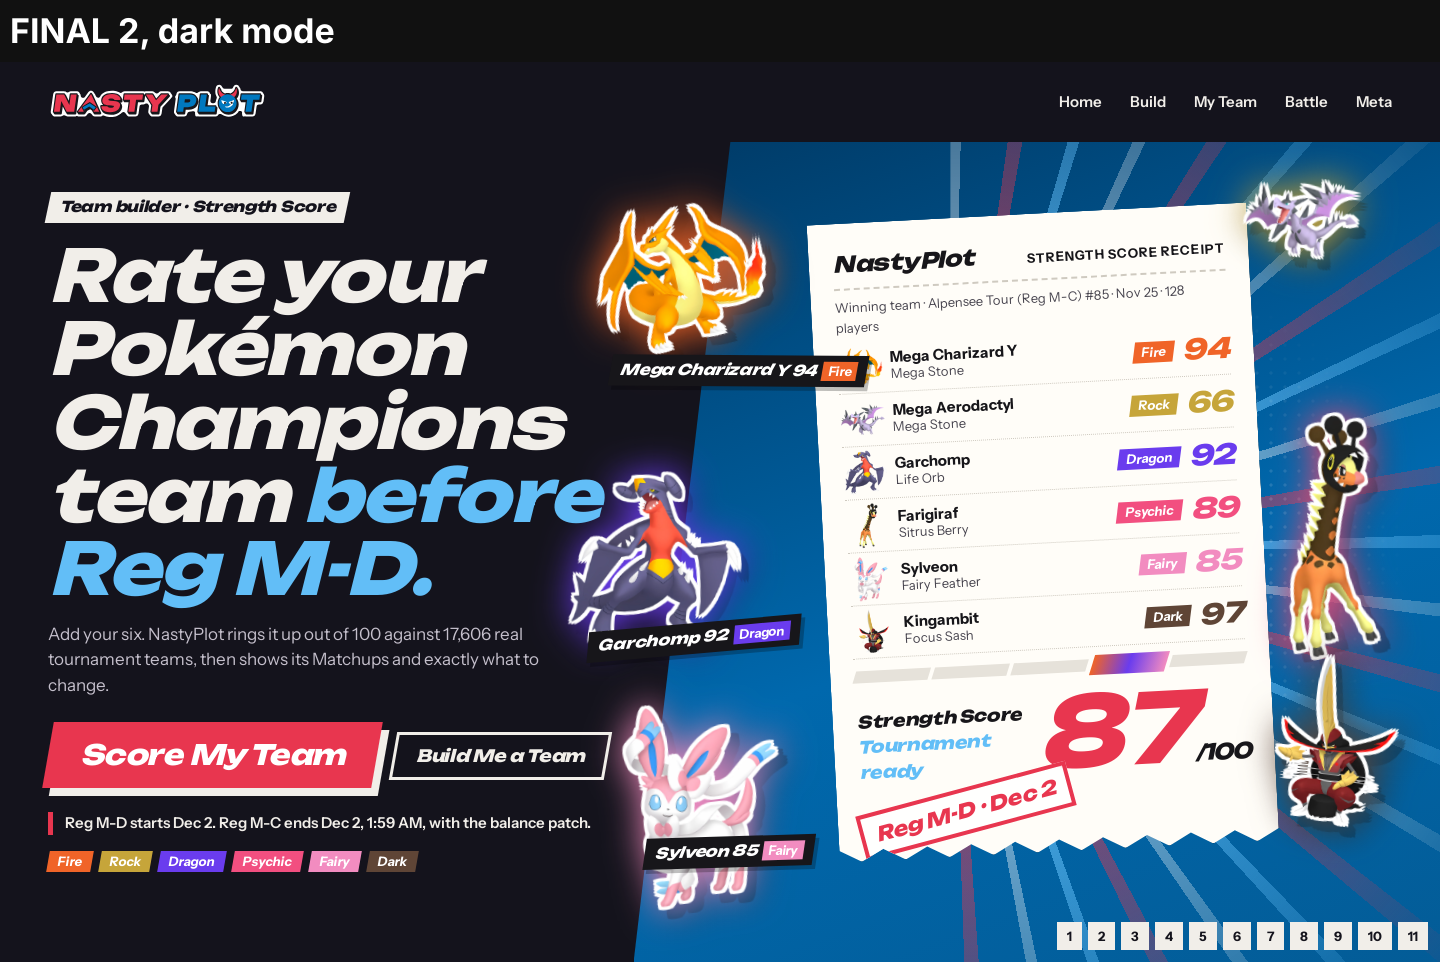 FINAL 2, dark mode
NASTY PLOT
Home Build My Team Battle Meta
Team builder · Strength Score
Rate your
Pokémon
Champions
team before
Reg M-D.
Add your six. NastyPlot rings it up out of 100 against 17,606 real
tournament teams, then shows its Matchups and exactly what to
change.
Score My Team
Build Me a Team
Reg M-D starts Dec 2. Reg M-C ends Dec 2, 1:59 AM, with the balance patch.
Fire Rock Dragon Psychic Fairy Dark
Mega Charizard Y 94 Fire
Garchomp 92 Dragon
Sylveon 85 Fairy
NastyPlot STRENGTH SCORE RECEIPT
Winning team · Alpensee Tour (Reg M-C) #85 · Nov 25 · 128
players
Mega Charizard Y
Mega Stone
Fire 94
Mega Aerodactyl
Mega Stone
Rock 66
Garchomp
Life Orb
Dragon 92
Farigiraf
Sitrus Berry
Psychic 89
Sylveon
Fairy Feather
Fairy 85
Kingambit
Focus Sash
Dark 97
Strength Score
Tournament
ready
87/100
Reg M-D · Dec 2
1 2 3 4 5 6 7 8 9 10 11